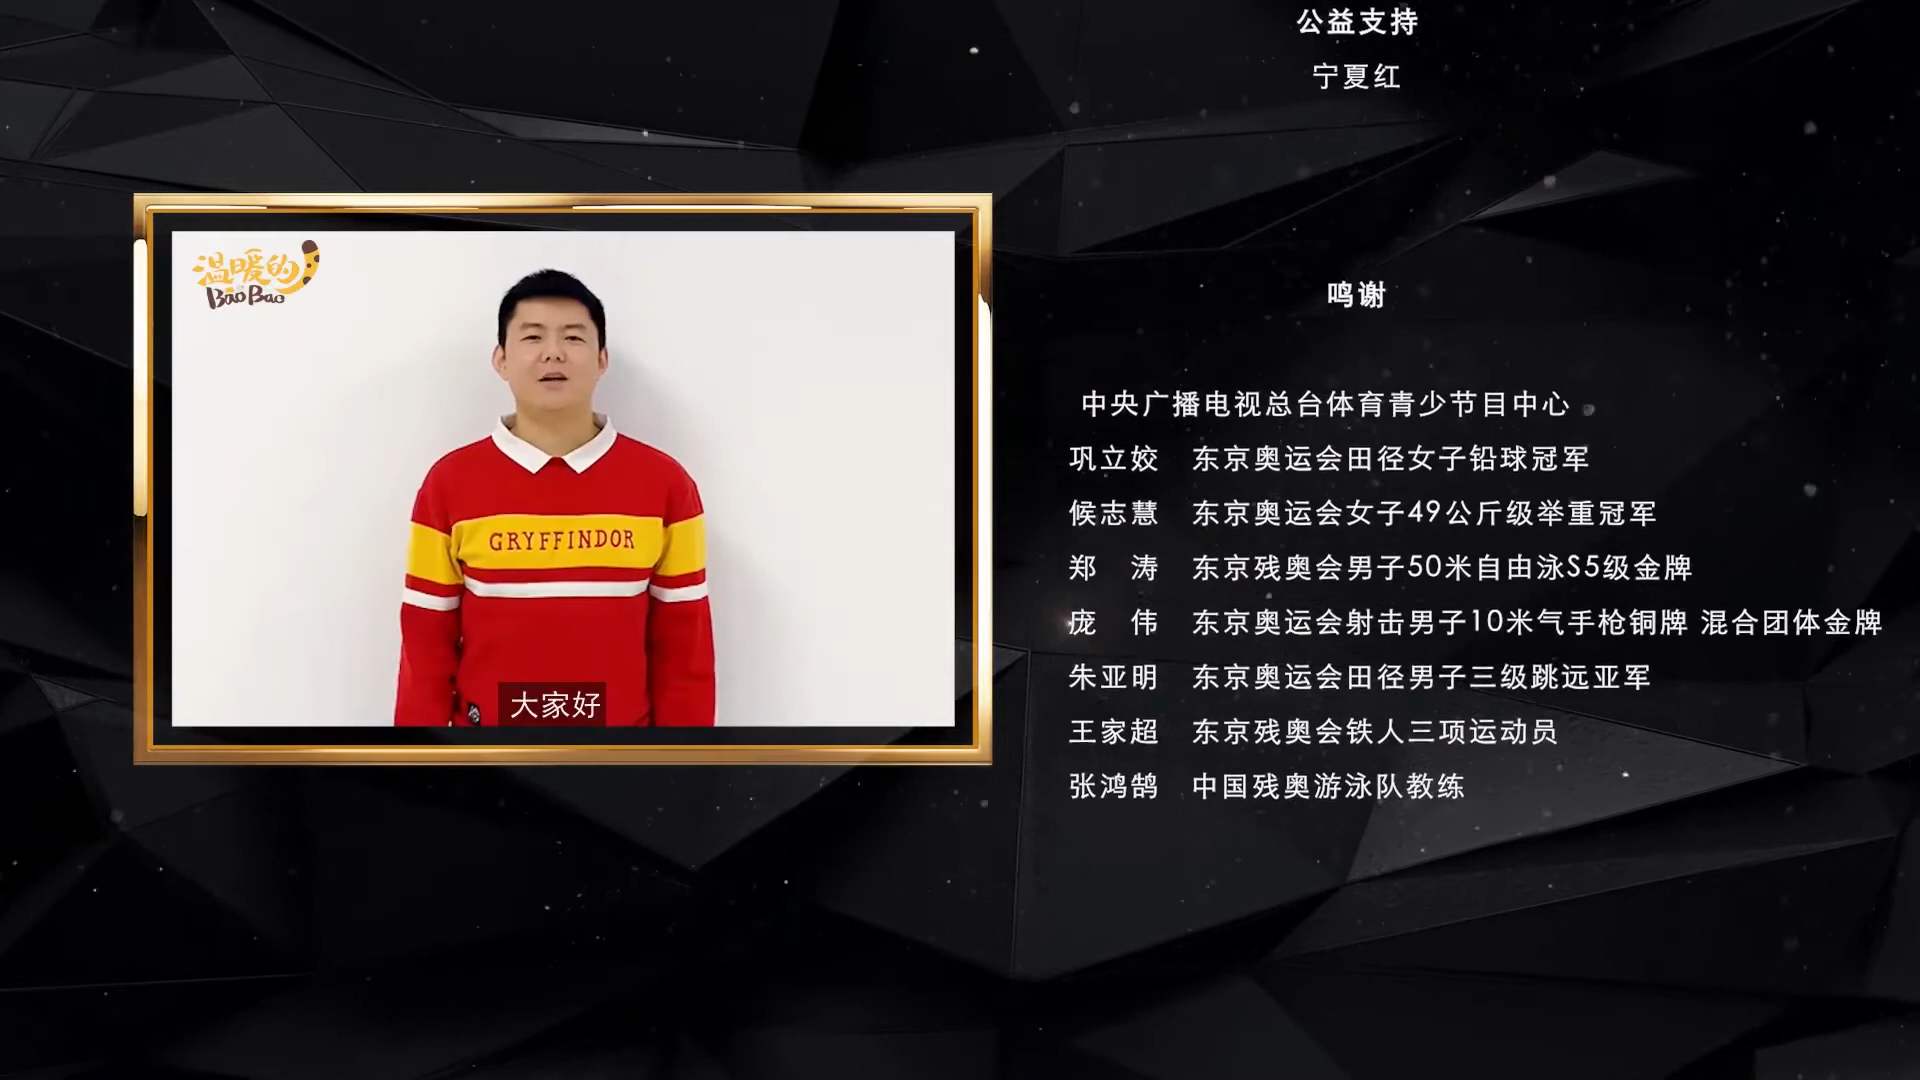 公益支持
宁夏红
温暖的
BaoBao
GRYFFINDOR
大家好
鸣谢
中央广播电视总台体育青少节目中心
巩立姣 东京奥运会田径女子铅球冠军
候志慧 东京奥运会女子49公斤级举重冠军
郑 涛 东京残奥会男子50米自由泳S5级金牌
庞 伟 东京奥运会射击男子10米气手枪铜牌 混合团体金牌
朱亚明 东京奥运会田径男子三级跳远亚军
王家超 东京残奥会铁人三项运动员
张鸿鹄 中国残奥游泳队教练